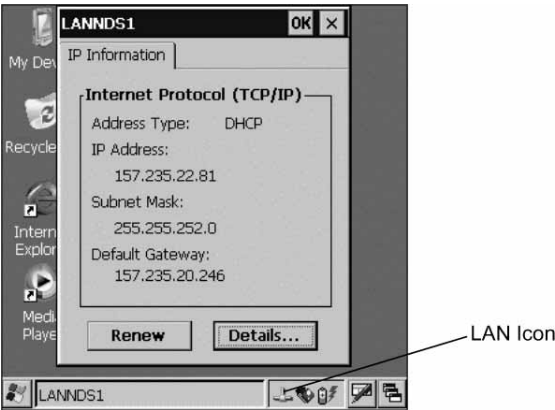 LANNDS1 OK ×
My Dev
IP Information
Internet Protocol (TCP/IP)
Address Type: DHCP
Recycle
IP Address:
157.235.22.81
Subnet Mask:
255.255.252.0
Intern
Explor
Default Gateway:
157.235.20.246
Medi
Playe
Renew Details...
LAN Icon
LANNDS1